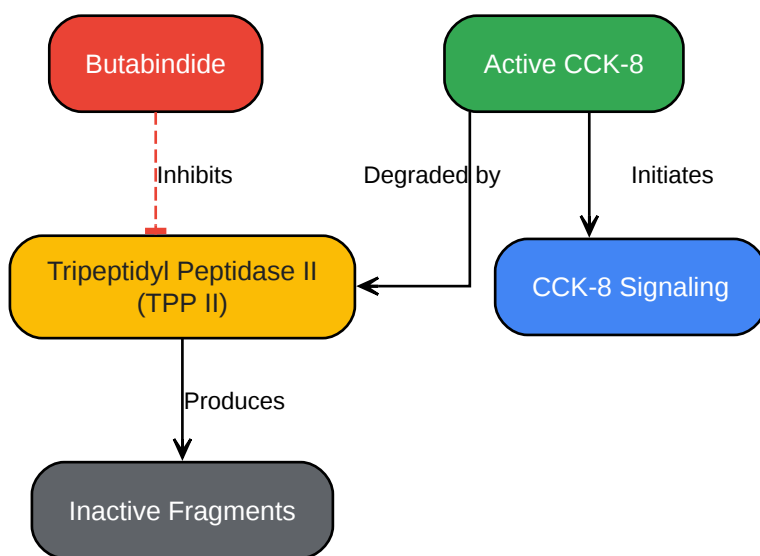 Butabindide
Active CCK-8
Inhibits
Degraded by
Initiates
Tripeptidyl Peptidase II
(TPP II)
CCK-8 Signaling
Produces
Inactive Fragments